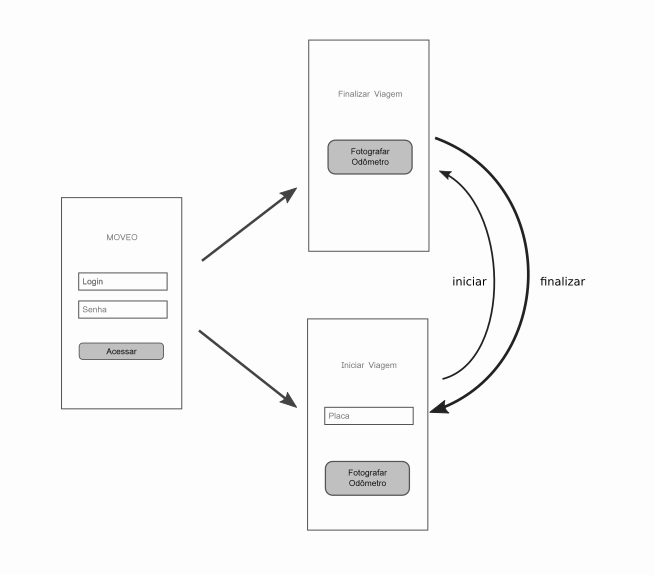 MOVEO
Login
Senha
Acessar
Finalizar Viagem
Fotografar
Odômetro
Iniciar Viagem
Placa
Fotografar
Odômetro
iniciar
finalizar